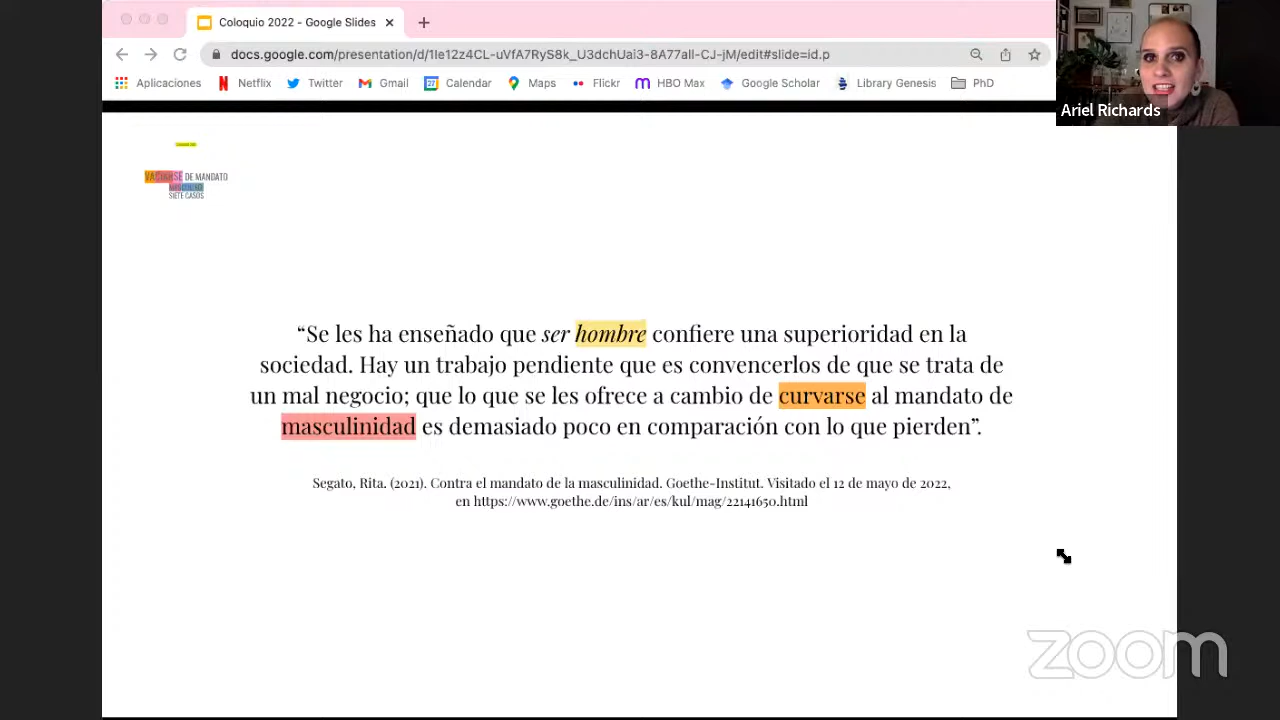 Coloquio 2022 - Google Slides
docs.google.com/presentation/d/1Ie12z4CL-uVfA7RyS8k_U3dchUai3-8A77all-CJ-jM/edit#slide=id.p
Aplicaciones Netflix Twitter Gmail Calendar Maps Flickr HBO Max Google Scholar Library Genesis PhD
Ariel Richards
VACIARSE DE MANDATO
SIETE CASOS
“Se les ha enseñado que ser hombre confiere una superioridad en la
sociedad. Hay un trabajo pendiente que es convencerlos de que se trata de
un mal negocio; que lo que se les ofrece a cambio de curvarse al mandato de
masculinidad es demasiado poco en comparación con lo que pierden”.
Segato, Rita. (2021). Contra el mandato de la masculinidad. Goethe-Institut. Visitado el 12 de mayo de 2022,
en https://www.goethe.de/ins/ar/es/kul/mag/22141650.html
zoom